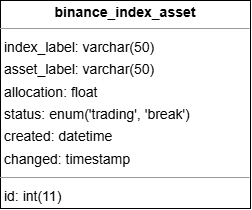 binance_index_asset
index_label: varchar(50)
asset_label: varchar(50)
allocation: float
status: enum('trading', 'break')
created: datetime
changed: timestamp
id: int(11)